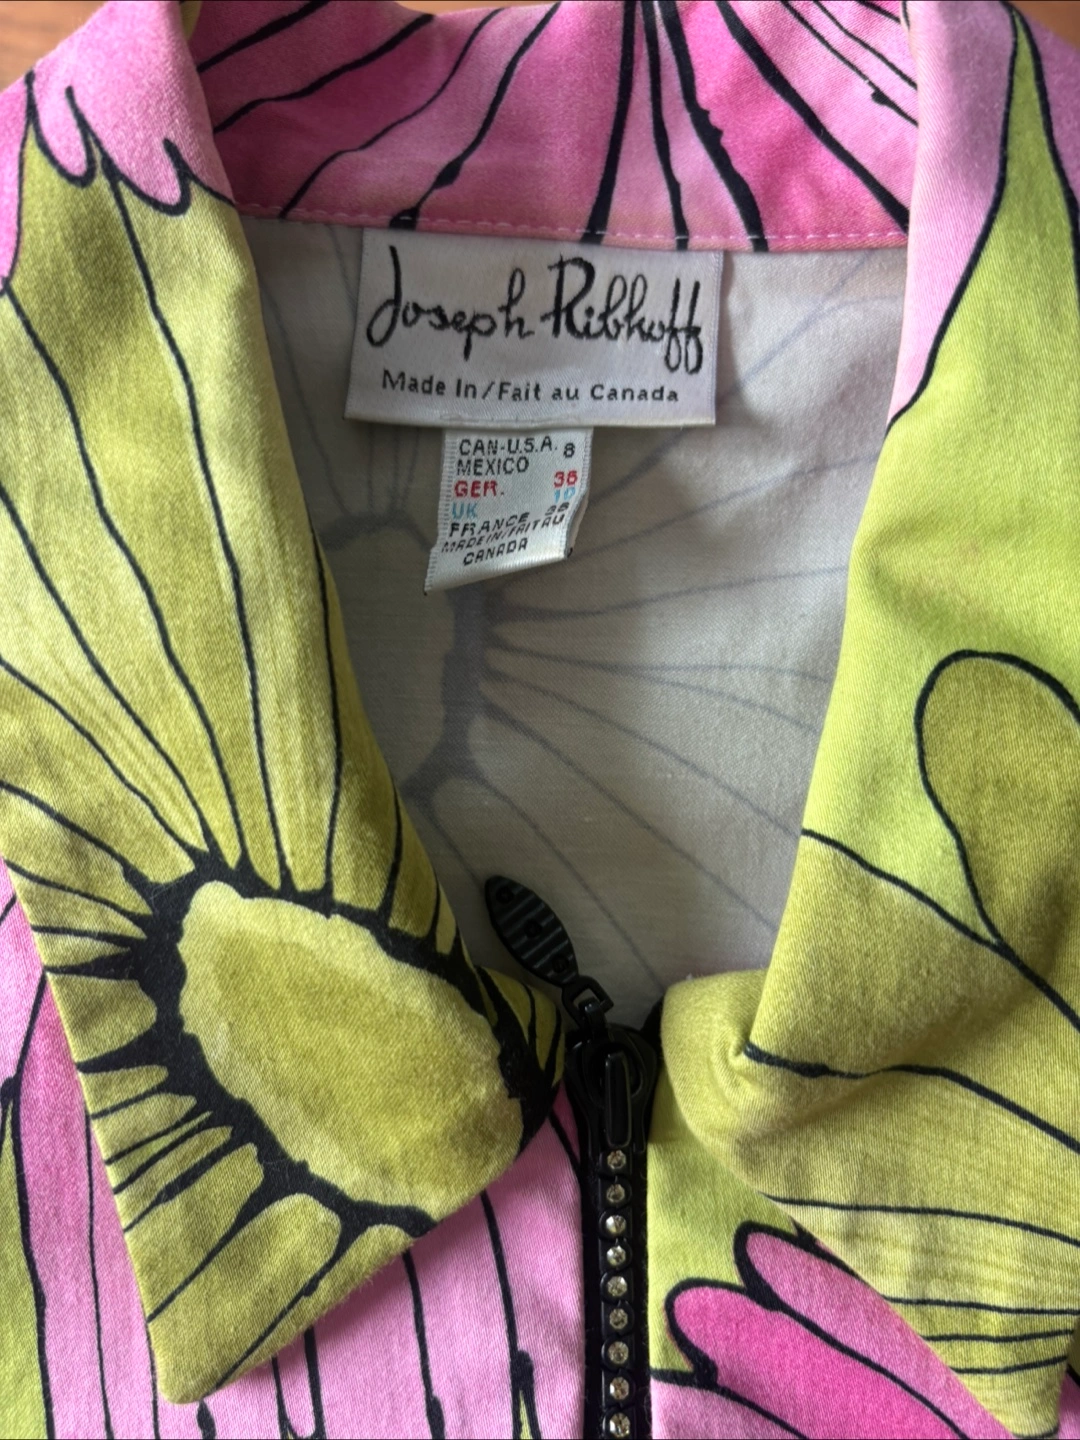 Joseph Ribkoff
Made In/Fait au Canada
CAN-U.S.A. 8
MEXICO
GER. 36
UK 10
FRANCE 38
MADE IN/FAIT AU
CANADA